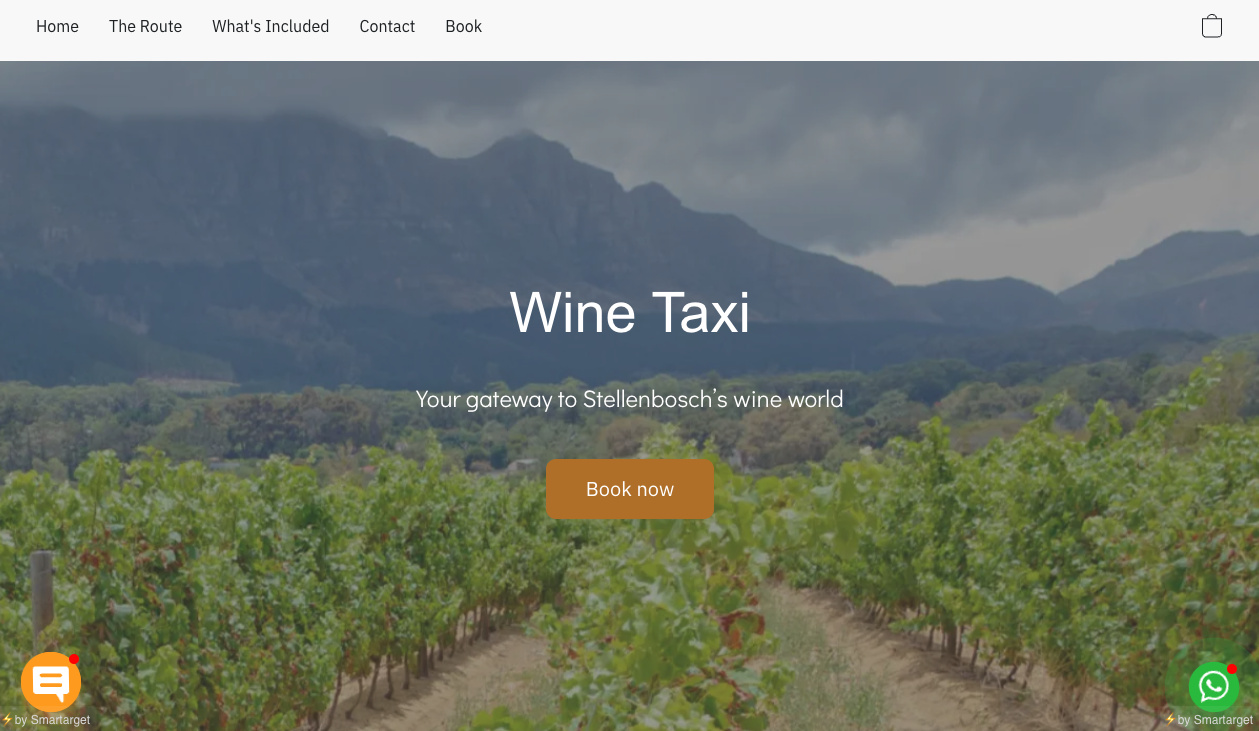 Home The Route What's Included Contact Book
Wine Taxi
Your gateway to Stellenbosch's wine world
Book now
⚡by Smartarget ⚡by Smartarget